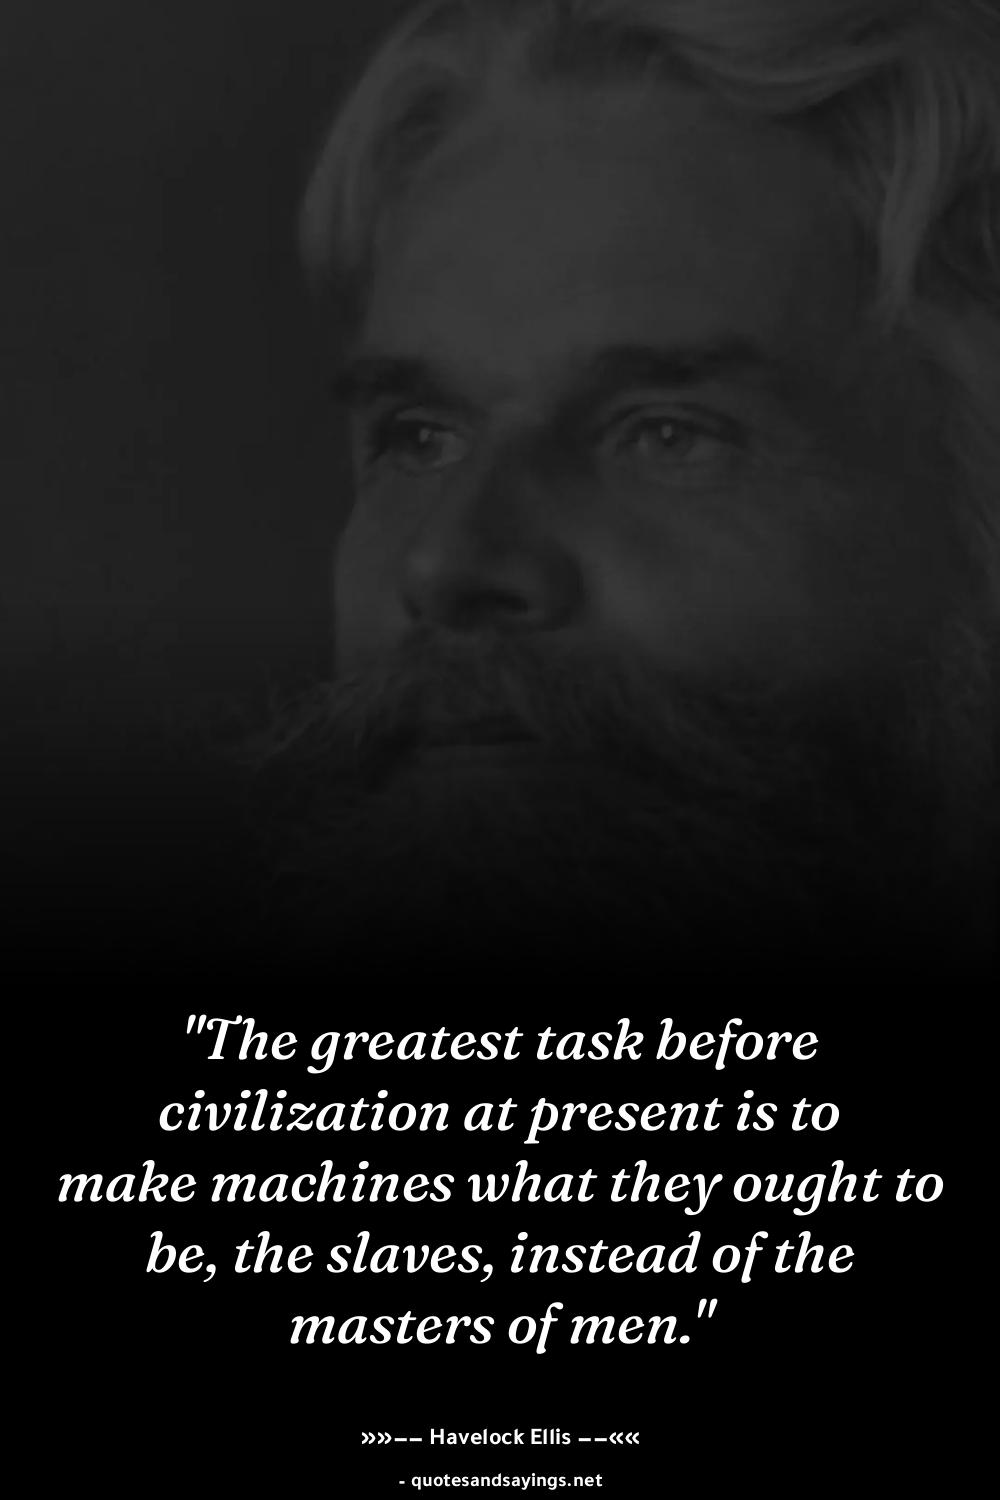 "The greatest task before
civilization at present is to
make machines what they ought to
be, the slaves, instead of the
masters of men."
»»–– Havelock Ellis ––««
- quotesandsayings.net